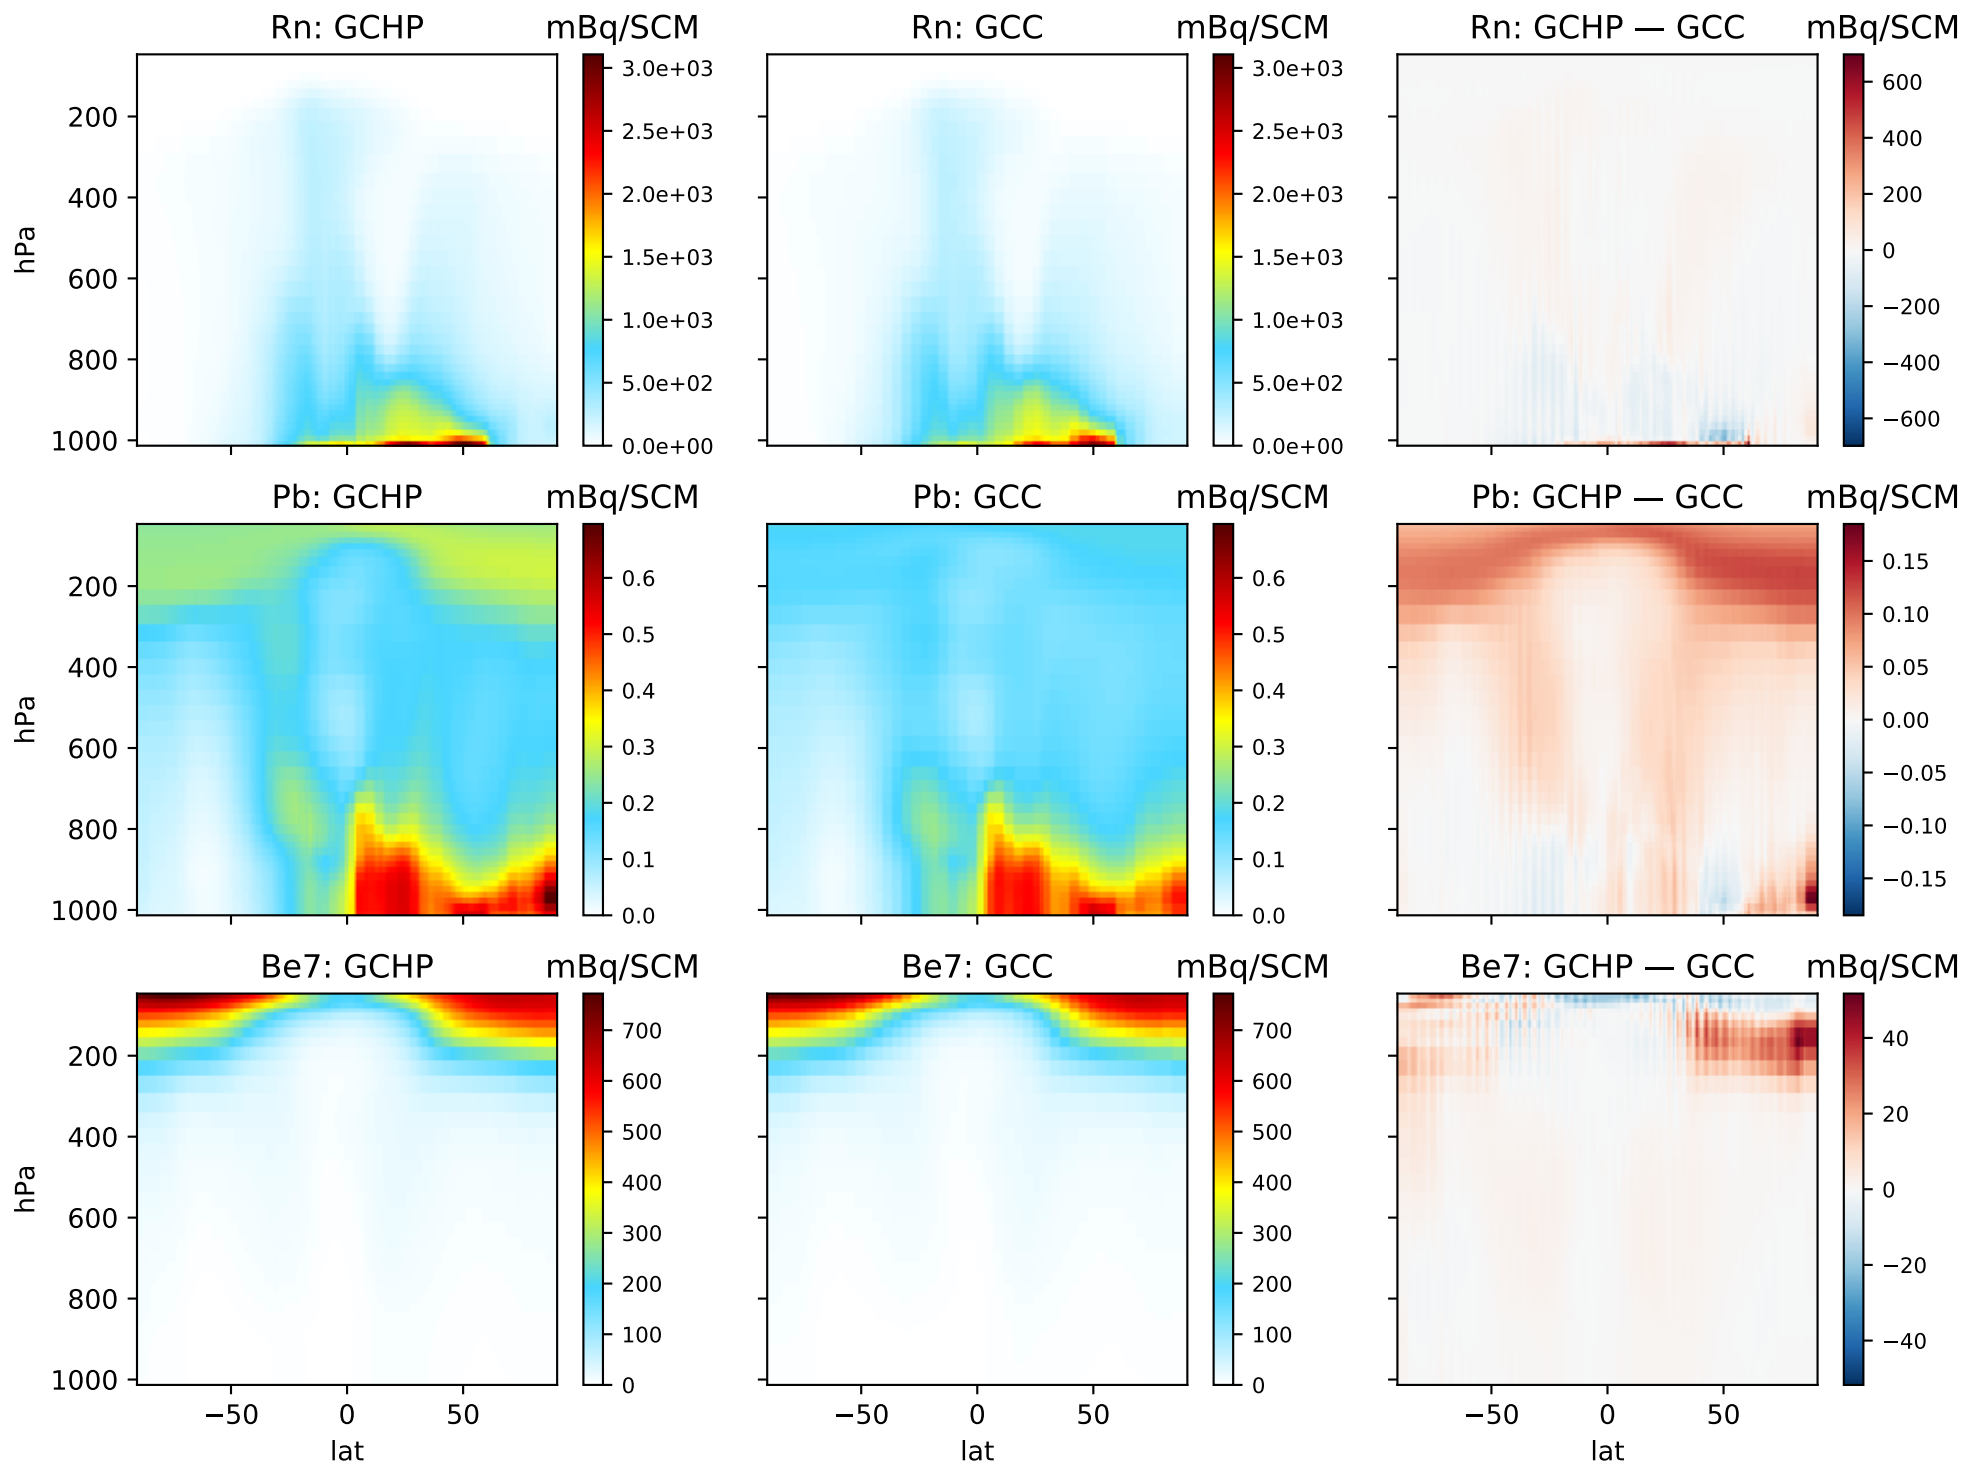 Rn: GCHP mBq/SCM Rn: GCC mBq/SCM Rn: GCHP — GCC mBq/SCM
hPa
200
400
600
800
1000
3.0e+03
2.5e+03
2.0e+03
1.5e+03
1.0e+03
5.0e+02
0.0e+00
3.0e+03
2.5e+03
2.0e+03
1.5e+03
1.0e+03
5.0e+02
0.0e+00
600
400
200
0
−200
−400
−600
Pb: GCHP mBq/SCM Pb: GCC mBq/SCM Pb: GCHP — GCC mBq/SCM
hPa
200
400
600
800
1000
0.6
0.5
0.4
0.3
0.2
0.1
0.0
0.6
0.5
0.4
0.3
0.2
0.1
0.0
0.15
0.10
0.05
0.00
−0.05
−0.10
−0.15
Be7: GCHP mBq/SCM Be7: GCC mBq/SCM Be7: GCHP — GCC mBq/SCM
hPa
200
400
600
800
1000
700
600
500
400
300
200
100
0
700
600
500
400
300
200
100
0
40
20
0
−20
−40
−50 0 50 −50 0 50 −50 0 50
lat lat lat